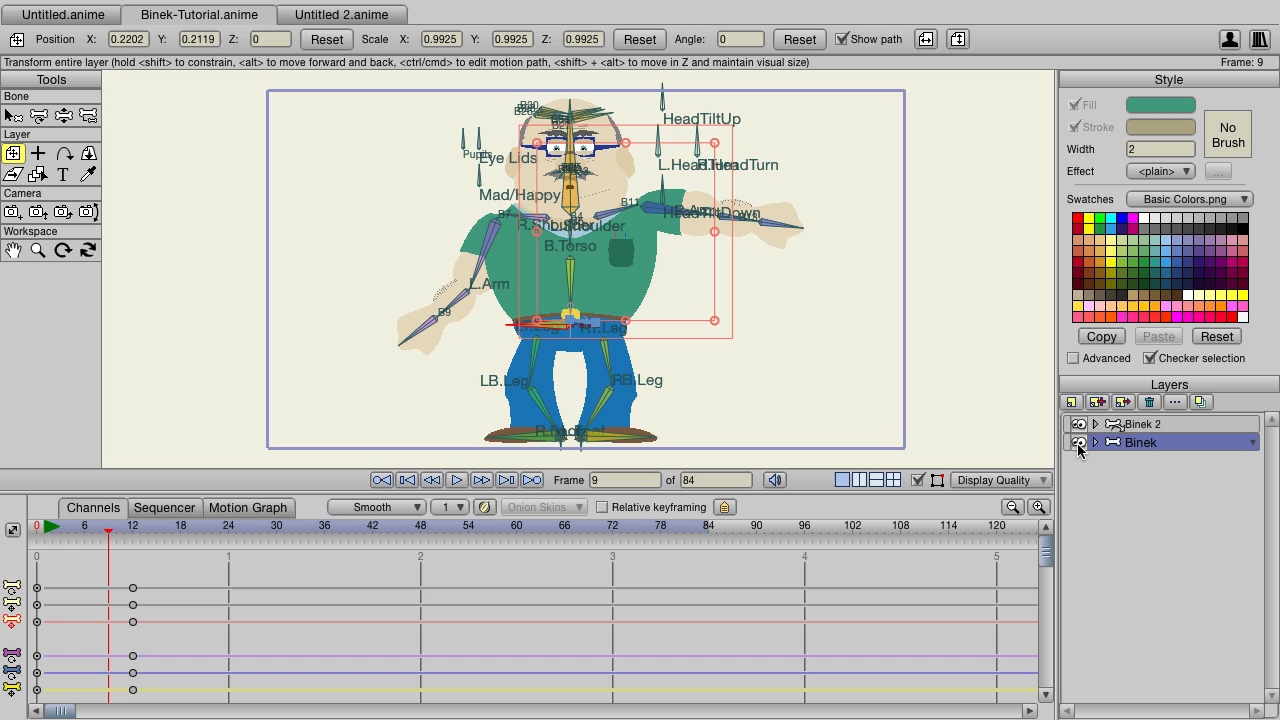 Untitled.anime Binek-Tutorial.anime Untitled 2.anime
Position X: 0.2202 Y: 0.2119 Z: 0 Reset Scale X: 0.9925 Y: 0.9925 Z: 0.9925 Reset Angle: 0 Reset Show path
Transform entire layer (hold <shift> to constrain, <alt> to move forward and back, <ctrl/cmd> to edit motion path, <shift> + <alt> to move in Z and maintain visual size) Frame: 9
Tools
Bone
Layer
Camera
Workspace
HeadTiltUp
Eye Lids
Mad/Happy
HeadTiltDown
B7
B11
B.Torso
L.Arm
B9
LB.Leg
RB.Leg
Frame 9 of 84 Display Quality
Channels Sequencer Motion Graph Smooth 1 Onion Skins Relative keyframing
0 6 12 18 24 30 36 42 48 54 60 66 72 78 84 90 96 102 108 114 120
0 1 2 3 4 5
Style
Fill
Stroke
No Brush
Width 2
Effect <plain> ...
Swatches Basic Colors.png
Copy Paste Reset
Advanced Checker selection
Layers
Binek 2
Binek